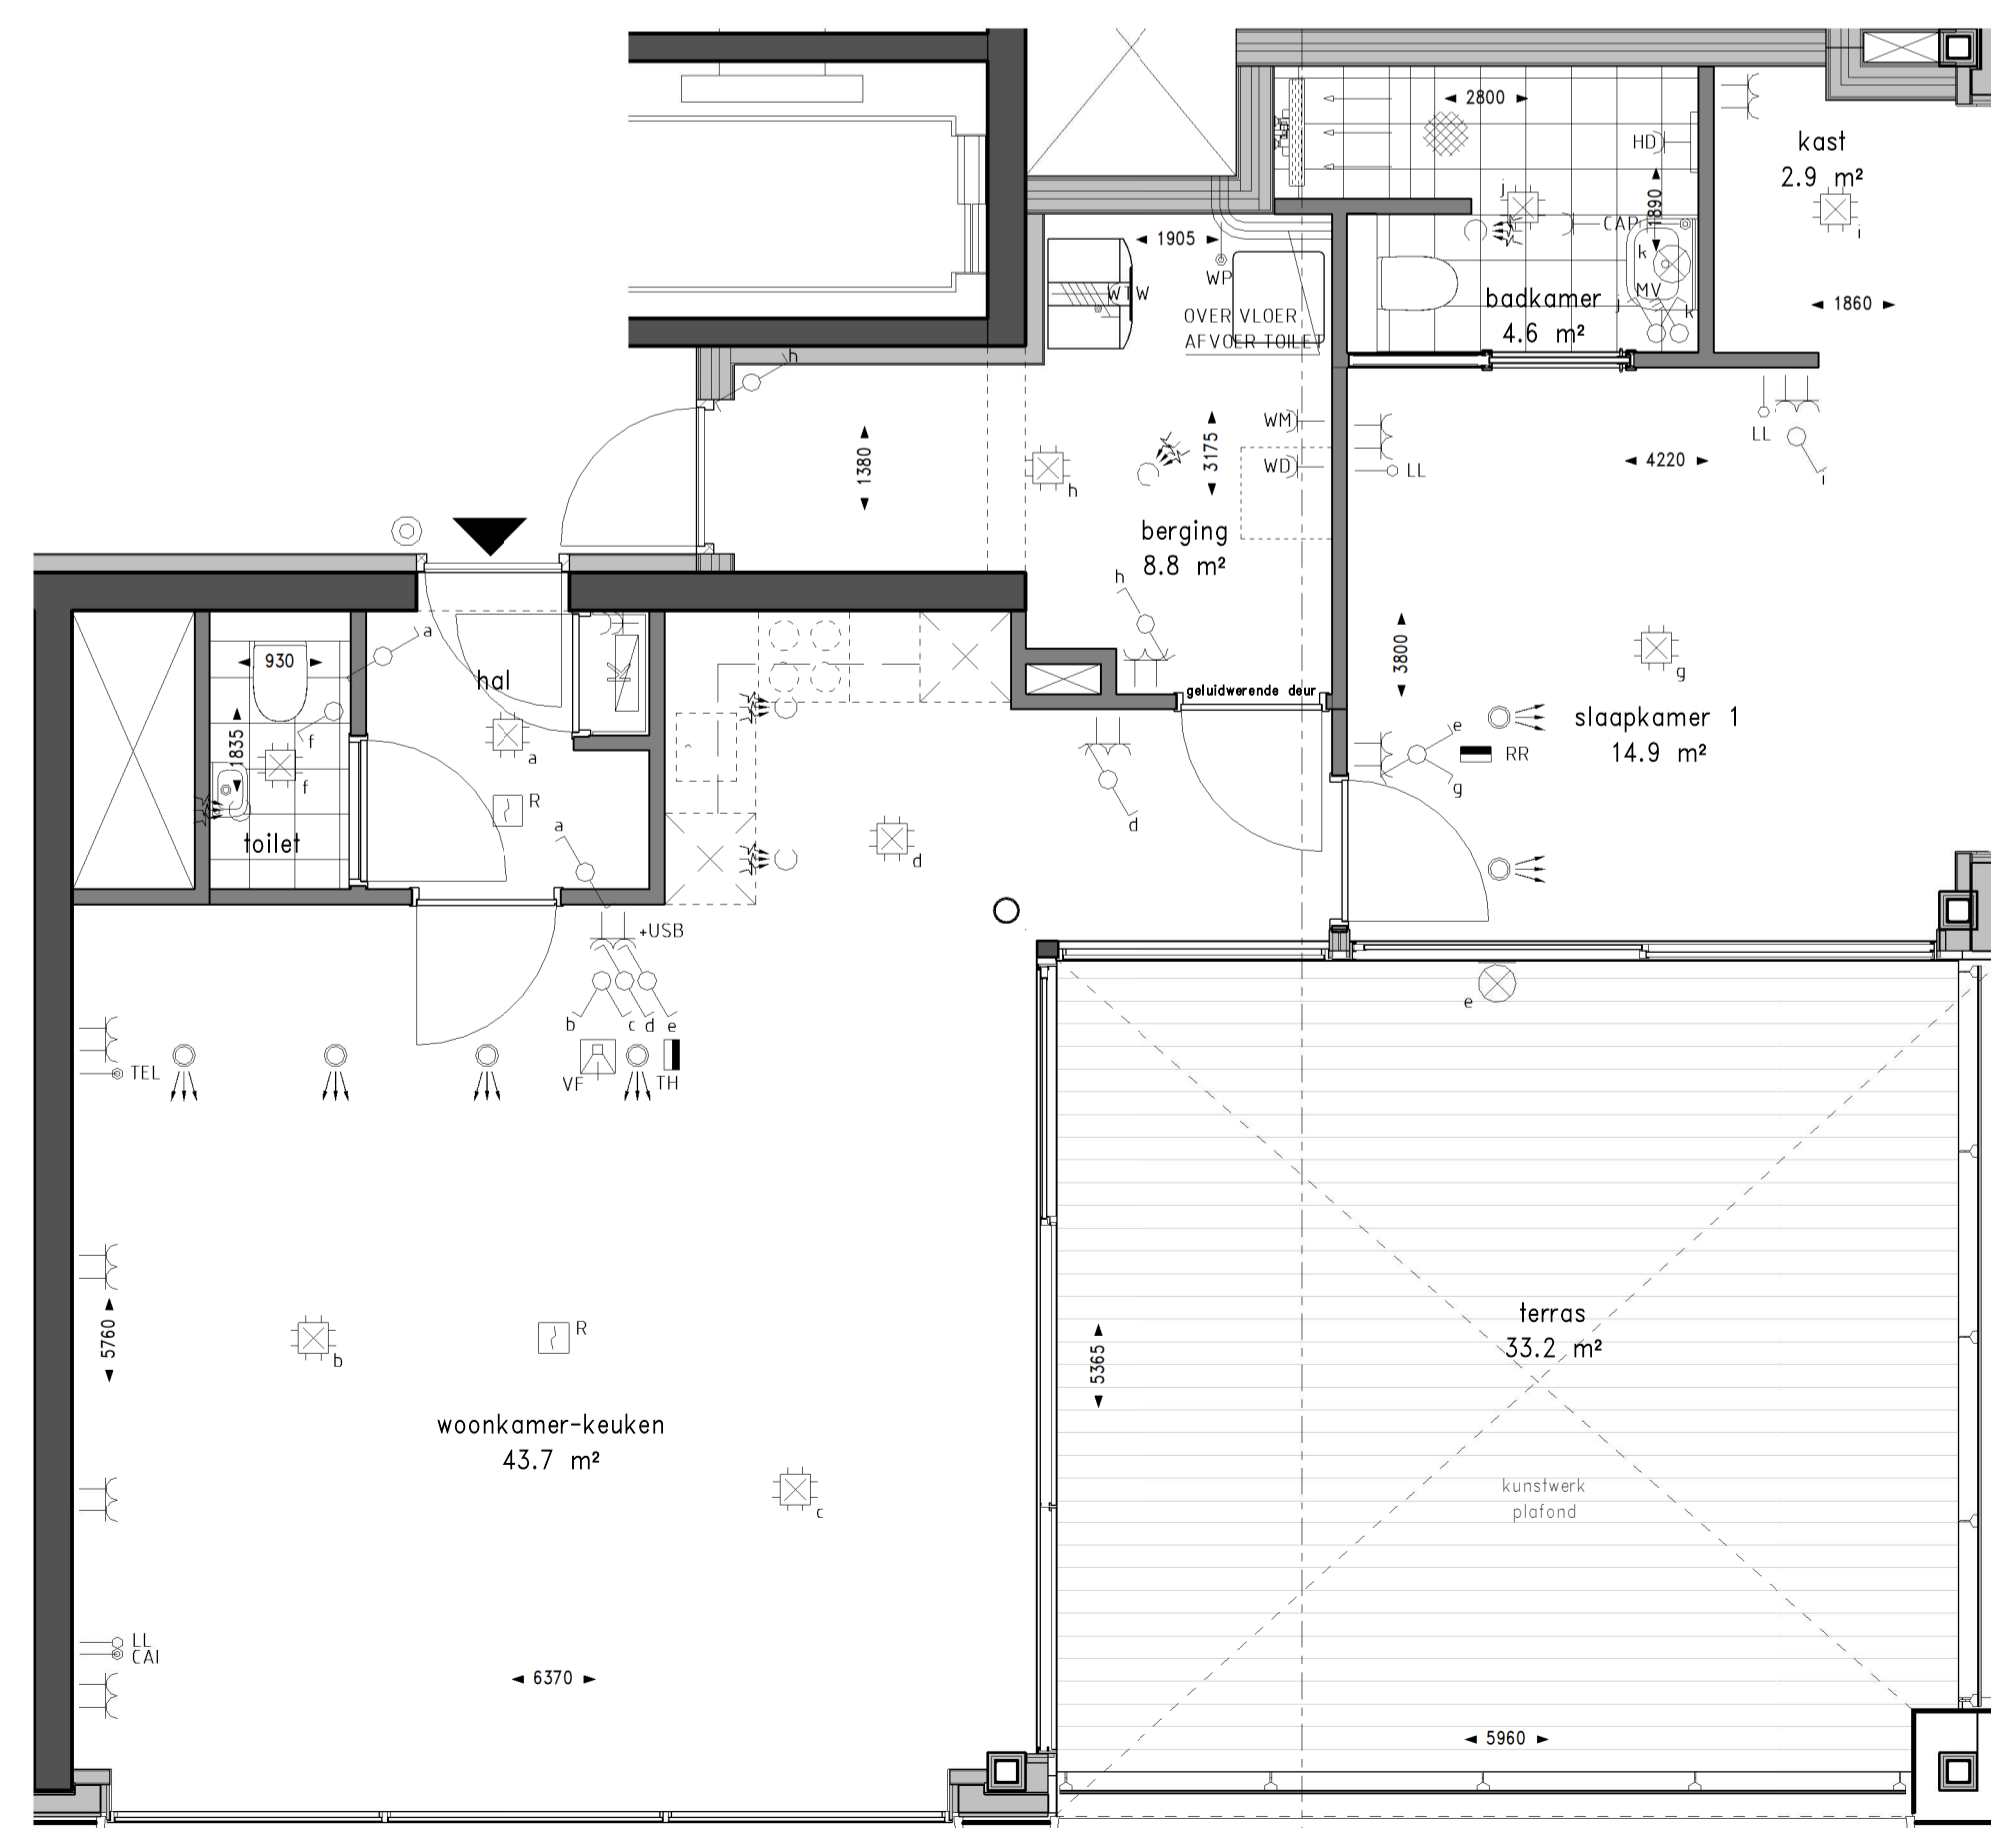 2800
HD
kast
2.9 m²
i
1860
j
1890
CAP
k
MV
j
k
badkamer
4.6 m²
1905
WP
WTW
OVER VLOER
AFVOER TOILET
h
1380
h
WM
3175
WD
berging
8.8 m²
h
LL
LL
4220
i
3800
g
slaapkamer 1
14.9 m²
e
RR
g
geluidwerende deur
930
a
hal
1835
f
f
a
R
toilet
a
d
d
+USB
b
c
d
e
VF
TH
TEL
e
5760
b
R
woonkamer-keuken
43.7 m²
c
LL
CAI
6370
5365
terras
33.2 m²
kunstwerk
plafond
5960